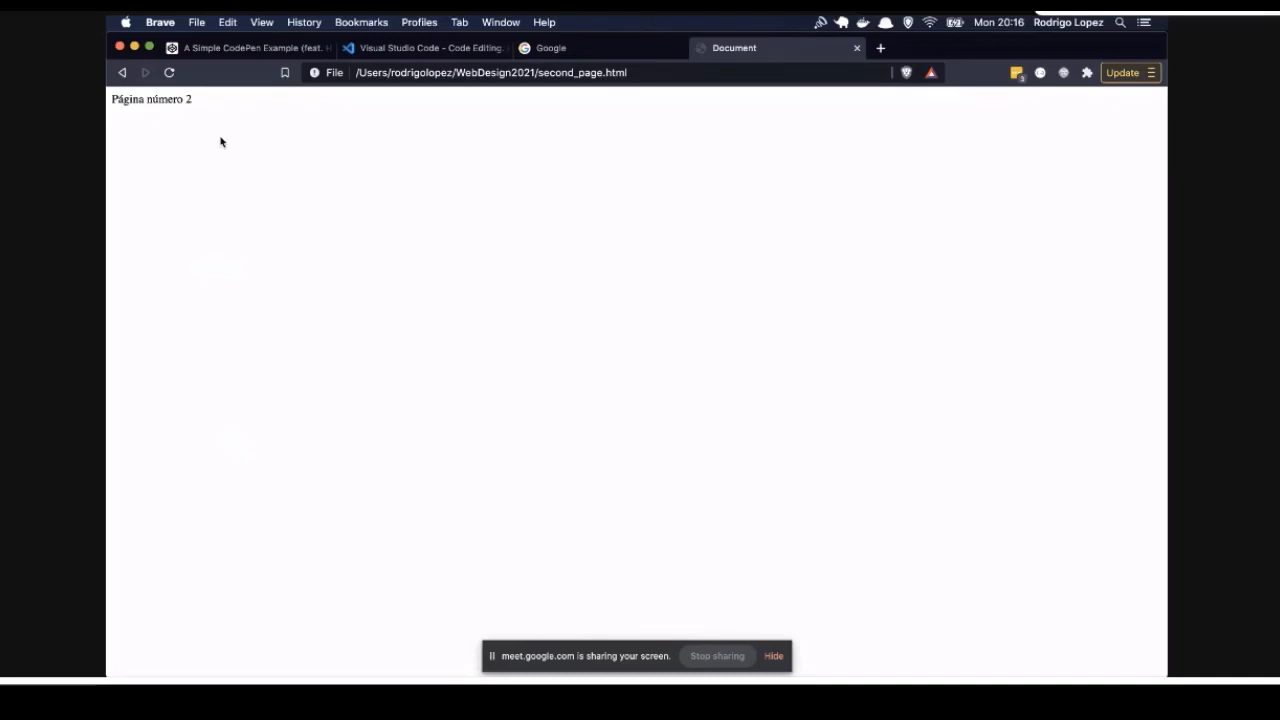 Brave File Edit View History Bookmarks Profiles Tab Window Help Mon 20:16 Rodrigo Lopez
A Simple CodePen Example (feat. H Visual Studio Code - Code Editing. Google Document
File /Users/rodrigolopez/WebDesign2021/second_page.html Update
Página número 2
meet.google.com is sharing your screen. Stop sharing Hide